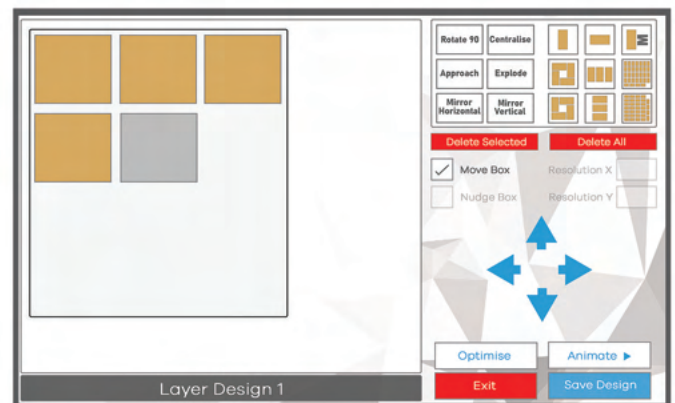 Rotate 90 Centralise
M
Approach Explode
Mirror Horizontal
Mirror Vertical
Delete Selected Delete All
Move Box Resolution X
Nudge Box Resolution Y
Optimise Animate
Layer Design 1
Exit Save Design